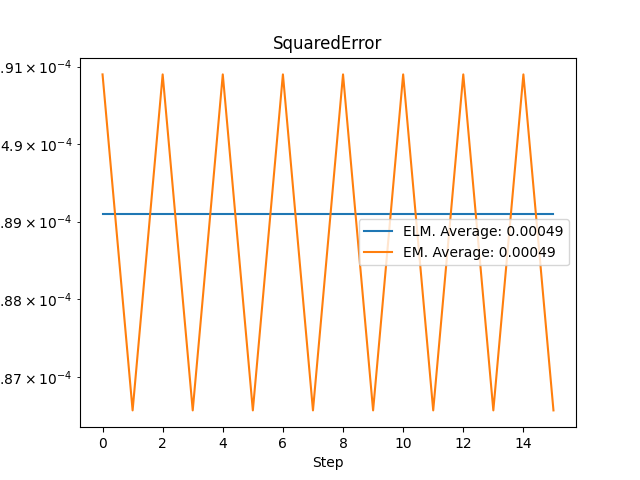 SquaredError
.91 × 10⁻⁴
4.9 × 10⁻⁴
.89 × 10⁻⁴
.88 × 10⁻⁴
.87 × 10⁻⁴
ELM. Average: 0.00049
EM. Average: 0.00049
0 2 4 6 8 10 12 14
Step